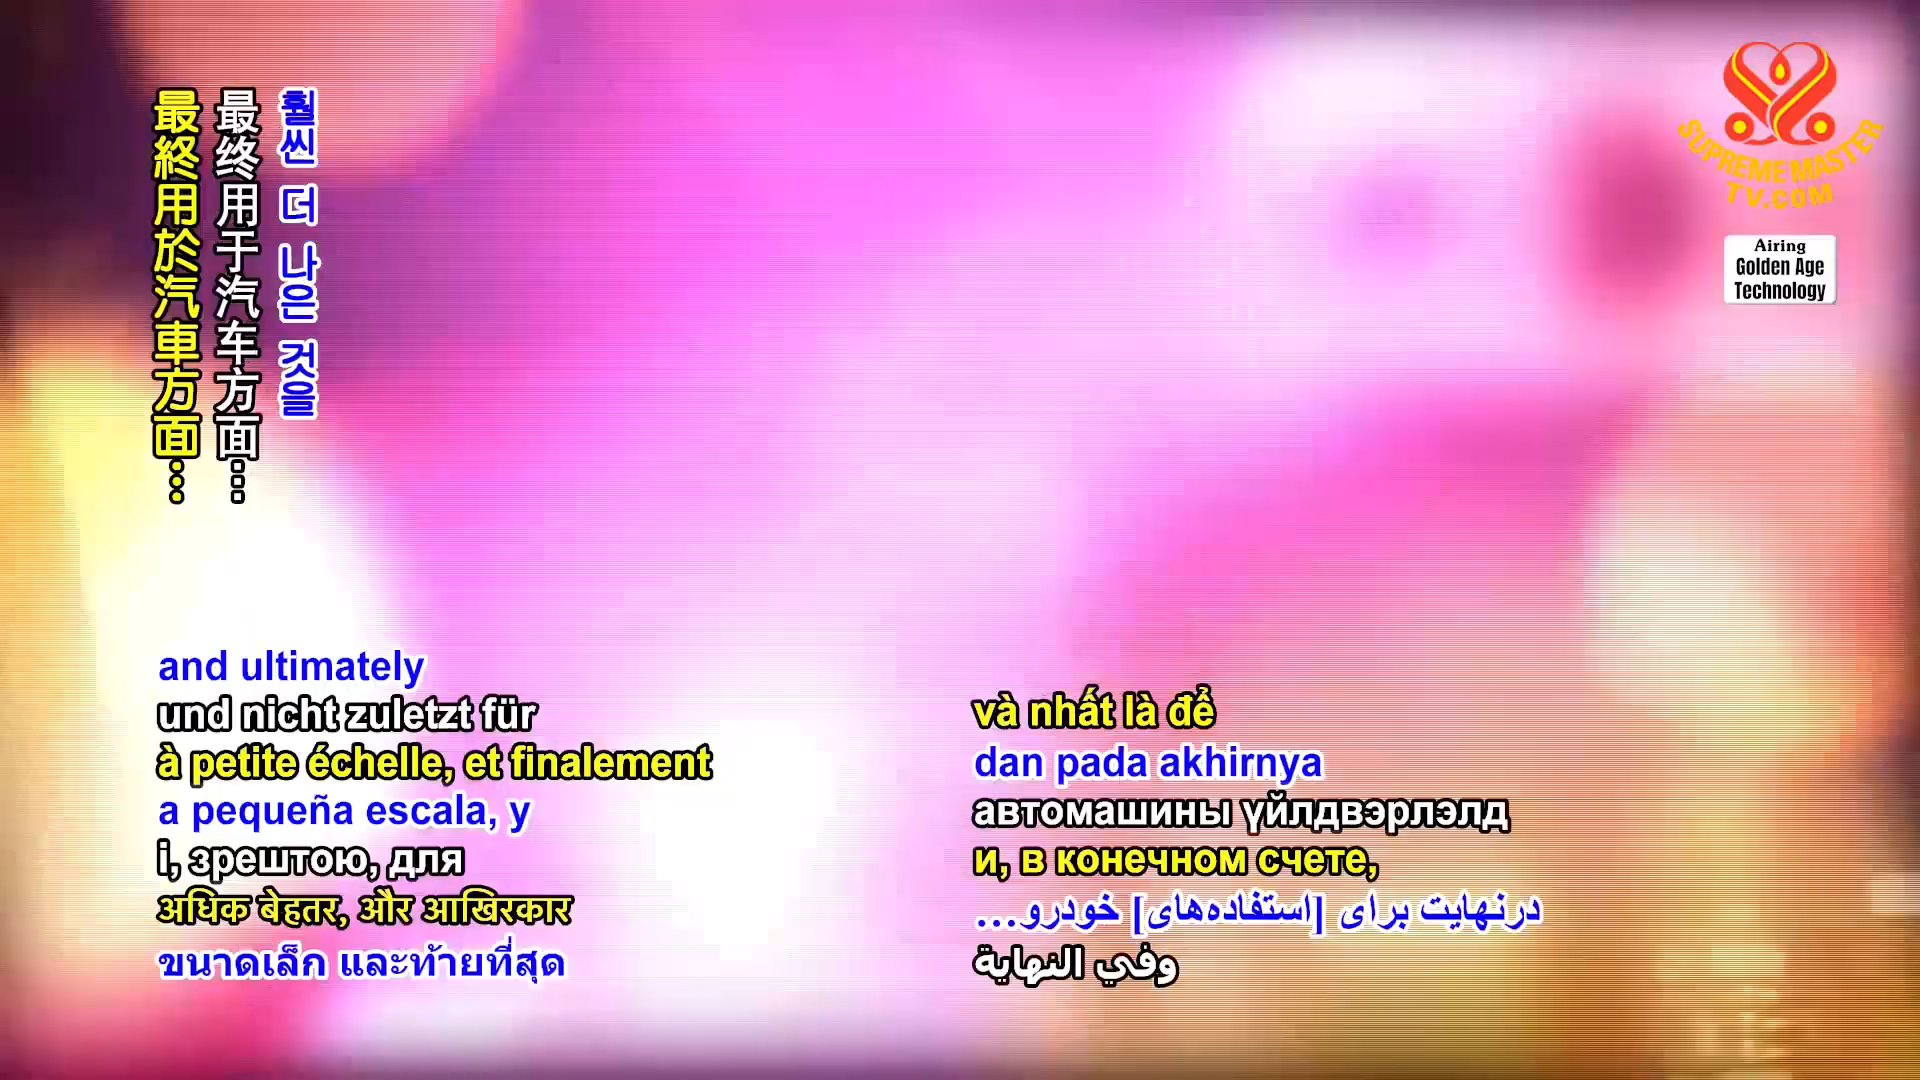 最終用於汽車方面…
最终用于汽车方面…
훨씬 더 나은 것을
and ultimately
und nicht zuletzt für
à petite échelle, et finalement
a pequeña escala, y
і, зрештою, для
अधिक बेहतर, और आखिरकार
ขนาดเล็ก และท้ายที่สุด
và nhất là để
dan pada akhirnya
автомашины үйлдвэрлэлд
и, в конечном счете,
درنهایت برای [استفاده‌های] خودرو...
وفي النهاية
SUPREME MASTER
TV.COM
Airing
Golden Age
Technology